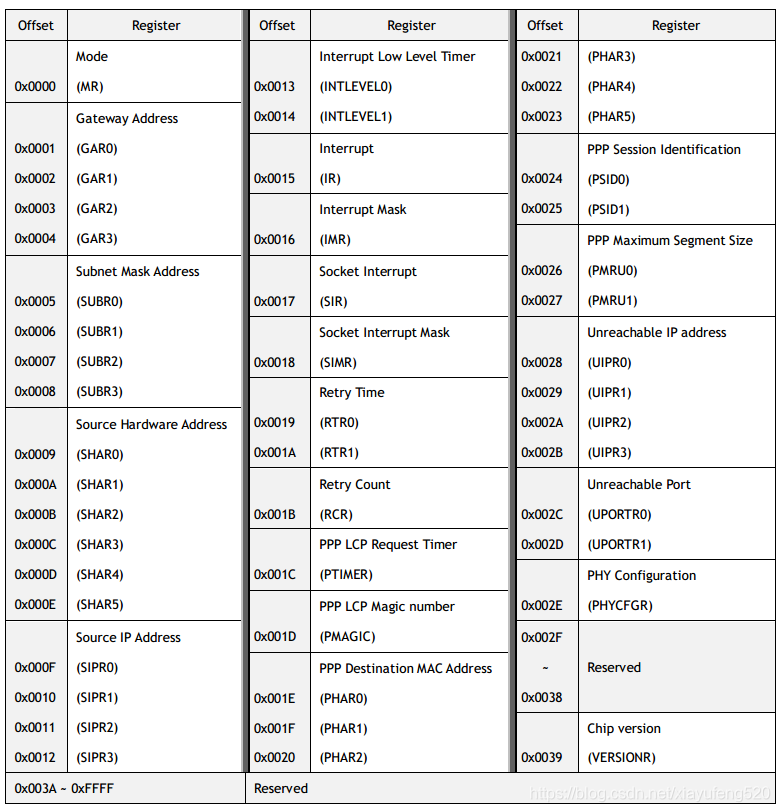 Offset Register
Mode
0x0000 (MR)
Gateway Address
0x0001 (GAR0)
0x0002 (GAR1)
0x0003 (GAR2)
0x0004 (GAR3)
Subnet Mask Address
0x0005 (SUBR0)
0x0006 (SUBR1)
0x0007 (SUBR2)
0x0008 (SUBR3)
Source Hardware Address
0x0009 (SHAR0)
0x000A (SHAR1)
0x000B (SHAR2)
0x000C (SHAR3)
0x000D (SHAR4)
0x000E (SHAR5)
Source IP Address
0x000F (SIPR0)
0x0010 (SIPR1)
0x0011 (SIPR2)
0x0012 (SIPR3)
Offset Register
Interrupt Low Level Timer
0x0013 (INTLEVEL0)
0x0014 (INTLEVEL1)
Interrupt
0x0015 (IR)
Interrupt Mask
0x0016 (IMR)
Socket Interrupt
0x0017 (SIR)
Socket Interrupt Mask
0x0018 (SIMR)
Retry Time
0x0019 (RTR0)
0x001A (RTR1)
Retry Count
0x001B (RCR)
PPP LCP Request Timer
0x001C (PTIMER)
PPP LCP Magic number
0x001D (PMAGIC)
PPP Destination MAC Address
0x001E (PHAR0)
0x001F (PHAR1)
0x0020 (PHAR2)
Offset Register
0x0021 (PHAR3)
0x0022 (PHAR4)
0x0023 (PHAR5)
PPP Session Identification
0x0024 (PSID0)
0x0025 (PSID1)
PPP Maximum Segment Size
0x0026 (PMRU0)
0x0027 (PMRU1)
Unreachable IP address
0x0028 (UIPR0)
0x0029 (UIPR1)
0x002A (UIPR2)
0x002B (UIPR3)
Unreachable Port
0x002C (UPORTR0)
0x002D (UPORTR1)
PHY Configuration
0x002E (PHYCFGR)
0x002F
~ Reserved
0x0038
Chip version
0x0039 (VERSIONR)
0x003A ~ 0xFFFF Reserved
https://blog.csdn.net/xiayufeng520